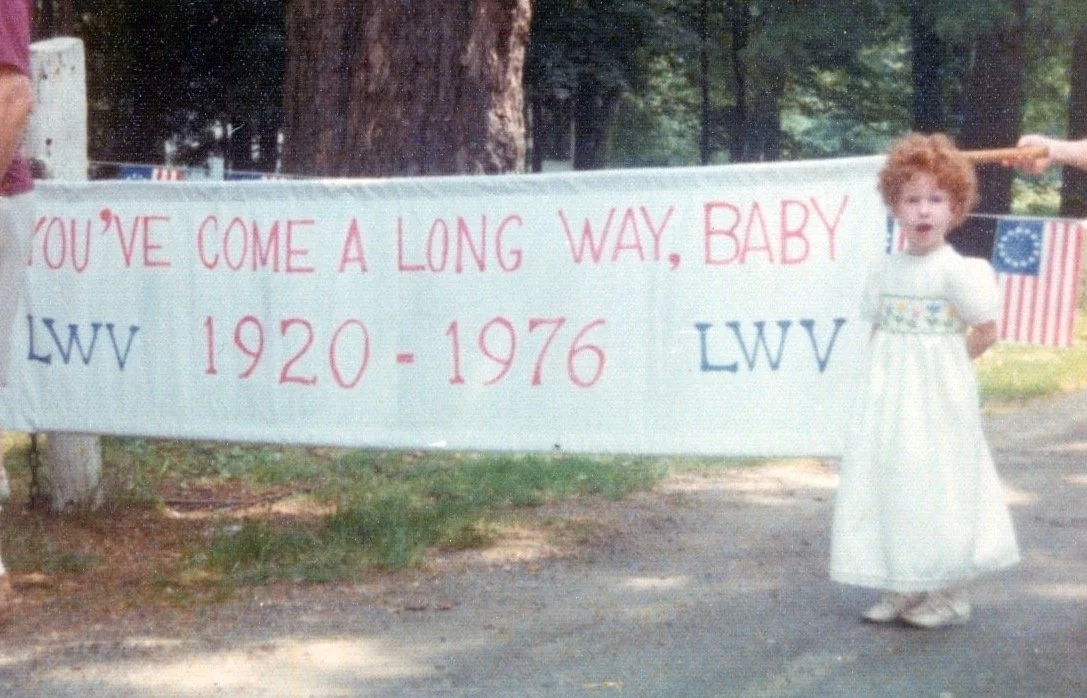 YOU'VE COME A LONG WAY, BABY
LWV 1920 - 1976 LWV